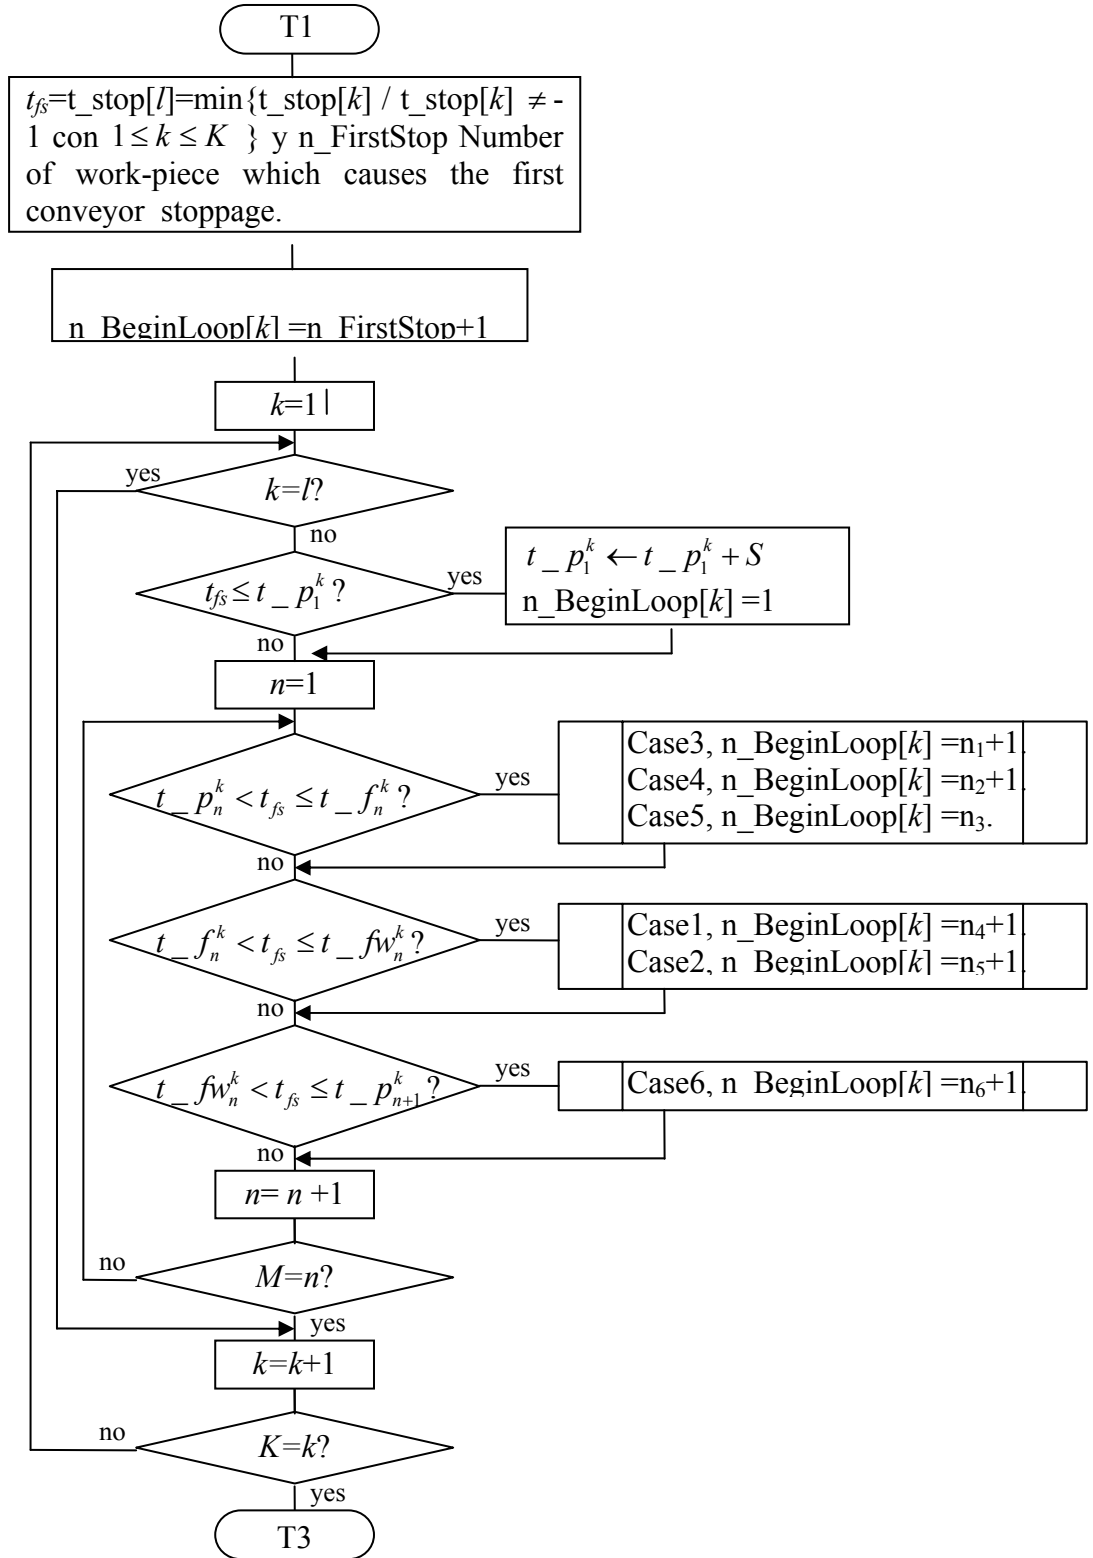 T1
t_fs=t_stop[l]=min{t_stop[k] / t_stop[k] ≠ -
1 con 1 ≤ k ≤ K } y n_FirstStop Number
of work-piece which causes the first
conveyor stoppage.
n_BeginLoop[k] =n_FirstStop+1
k=1|
yes
k=l?
no
t_fs ≤ t_p_1^k ?
yes
t_p_1^k ← t_p_1^k + S
n_BeginLoop[k] =1
no
n=1
t_p_n^k < t_fs ≤ t_f_n^k ?
yes
Case3, n_BeginLoop[k] =n₁+1.
Case4, n_BeginLoop[k] =n₂+1.
Case5, n_BeginLoop[k] =n₃.
no
t_f_n^k < t_fs ≤ t_fw_n^k ?
yes
Case1, n_BeginLoop[k] =n₄+1.
Case2, n_BeginLoop[k] =n₅+1.
no
t_fw_n^k < t_fs ≤ t_p_{n+1}^k ?
yes
Case6, n_BeginLoop[k] =n₆+1.
no
n= n +1
no
M=n?
yes
k=k+1
no
K=k?
yes
T3